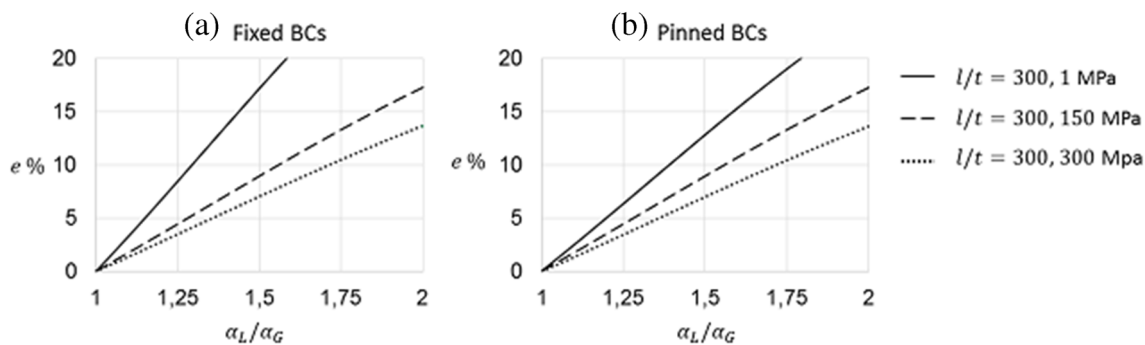 (a) Fixed BCs
20
15
e % 10
5
0
1 1,25 1,5 1,75 2
α_L/α_G
(b) Pinned BCs
20
15
e % 10
5
0
1 1,25 1,5 1,75 2
α_L/α_G
l/t = 300, 1 MPa
l/t = 300, 150 MPa
l/t = 300, 300 Mpa